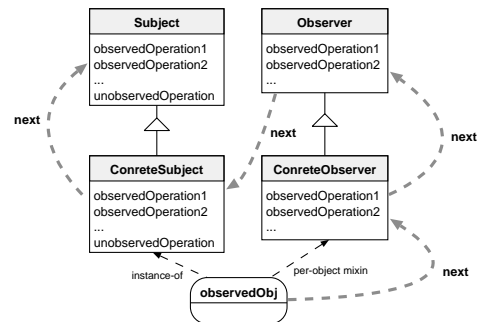 Subject
observedOperation1
observedOperation2
...
unobservedOperation
Observer
observedOperation1
observedOperation2
...
next
next
next
ConreteSubject
observedOperation1
observedOperation2
...
unobservedOperation
ConreteObserver
observedOperation1
observedOperation2
...
instance-of
per-object mixin
next
observedObj